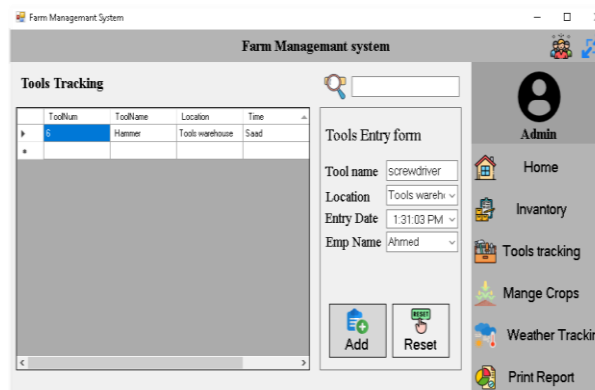 Farm Managemant System
Farm Managemant system
Tools Tracking
ToolNum ToolName Location Time
6 Hammer Tools warehouse Saad
Tools Entry form
Tool name screwdriver
Location Tools wareh
Entry Date 1:31:03 PM
Emp Name Ahmed
Add
RESET
Reset
Admin
Home
Inventory
Tools tracking
Mange Crops
Weather Trackin
Print Report